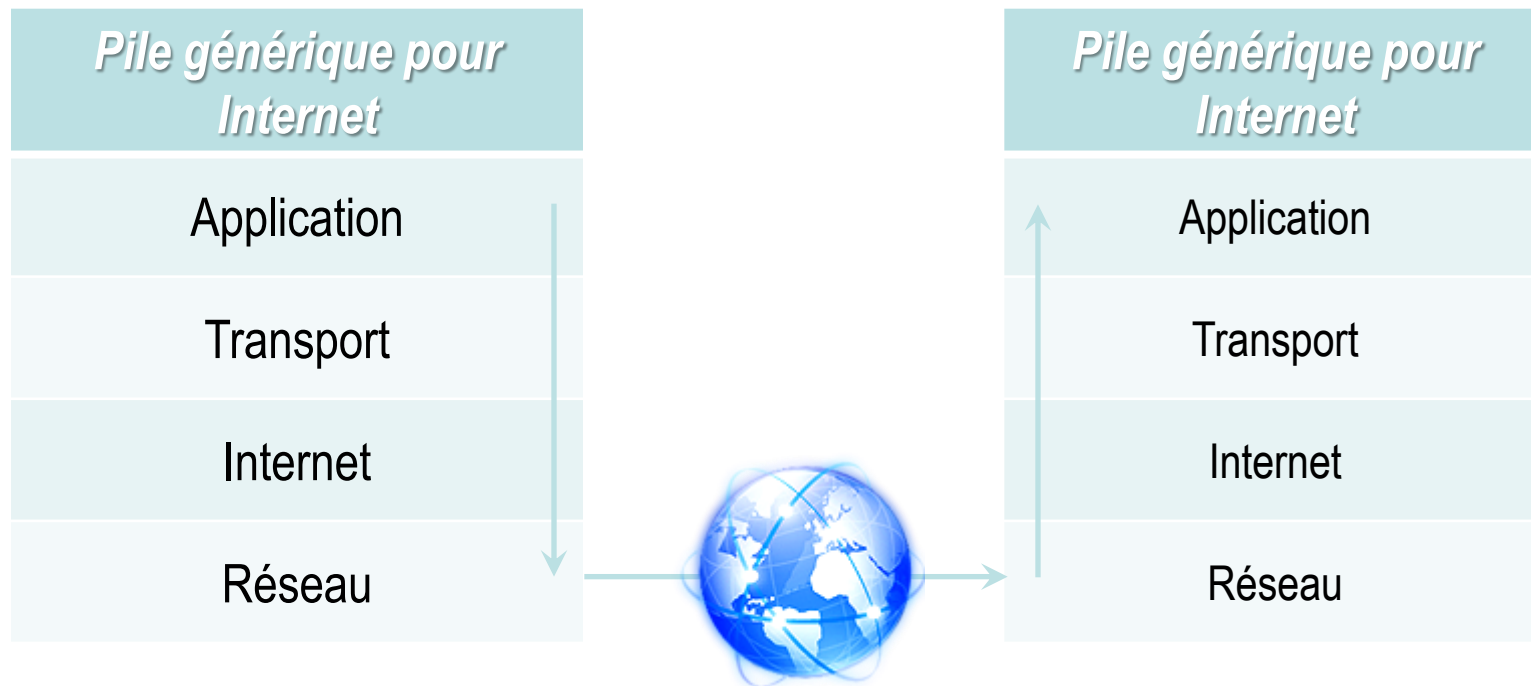 Pile générique pour
Internet
Application
Transport
Internet
Réseau
Pile générique pour
Internet
Application
Transport
Internet
Réseau